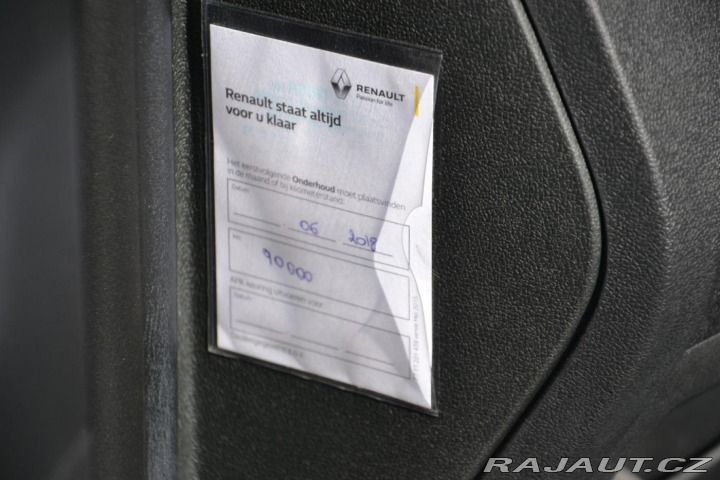 RENAULT
Passion for life
Renault staat altijd
voor u klaar
Het eerstvolgende Onderhoud moet plaatsvinden
in de maand of bij kilometerstand:
Datum
06 2018
km
90000
APK keuring uitvoeren vóór
Datum
RAJAUT.CZ